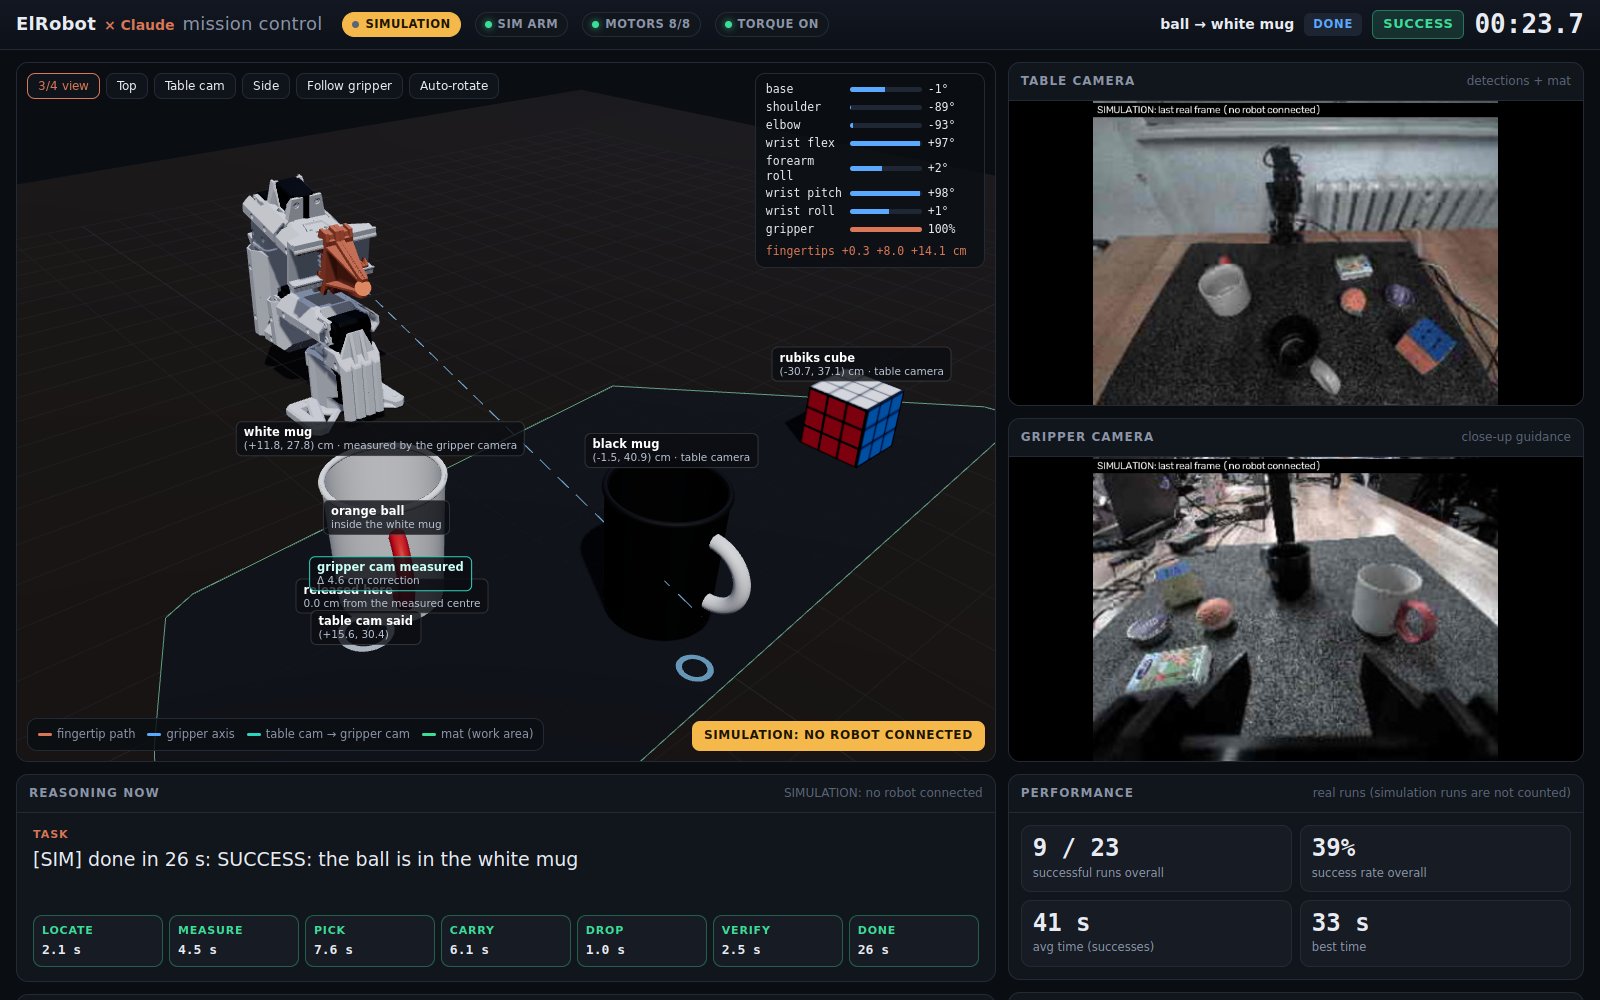 ElRobot × Claude mission control
SIMULATION
SIM ARM
MOTORS 8/8
TORQUE ON
ball → white mug
DONE
SUCCESS
00:23.7
3/4 view
Top
Table cam
Side
Follow gripper
Auto-rotate
base -1°
shoulder -89°
elbow -93°
wrist flex +97°
forearm
roll +2°
wrist pitch +98°
wrist roll +1°
gripper 100%
fingertips +0.3 +8.0 +14.1 cm
rubiks cube
(-30.7, 37.1) cm · table camera
white mug
(+11.8, 27.8) cm · measured by the gripper camera
black mug
(-1.5, 40.9) cm · table camera
orange ball
inside the white mug
gripper cam measured
Δ 4.6 cm correction
released here
0.0 cm from the measured centre
table cam said
(+15.6, 30.4)
fingertip path
gripper axis
table cam → gripper cam
mat (work area)
SIMULATION: NO ROBOT CONNECTED
TABLE CAMERA
detections + mat
SIMULATION: last real frame (no robot connected)
GRIPPER CAMERA
close-up guidance
SIMULATION: last real frame (no robot connected)
REASONING NOW
SIMULATION: no robot connected
TASK
[SIM] done in 26 s: SUCCESS: the ball is in the white mug
LOCATE
2.1 s
MEASURE
4.5 s
PICK
7.6 s
CARRY
6.1 s
DROP
1.0 s
VERIFY
2.5 s
DONE
26 s
PERFORMANCE
real runs (simulation runs are not counted)
9 / 23
successful runs overall
39%
success rate overall
41 s
avg time (successes)
33 s
best time